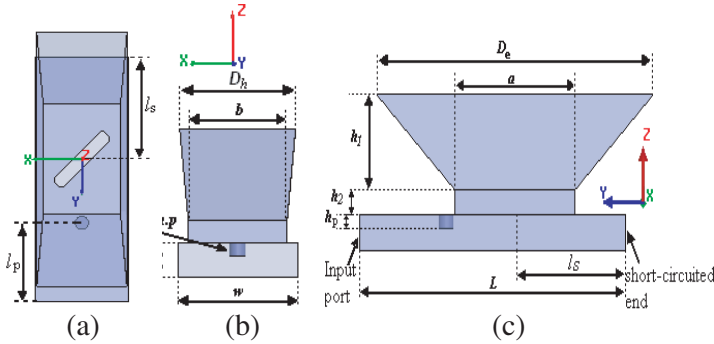 l_s
X
Z
Y
l_p
(a)
Z
X
Y
D_h
b
p
w
(b)
D_e
a
h_1
h_2
h_p
Z
Y
X
Input port
l_S
L
short-circuited end
(c)